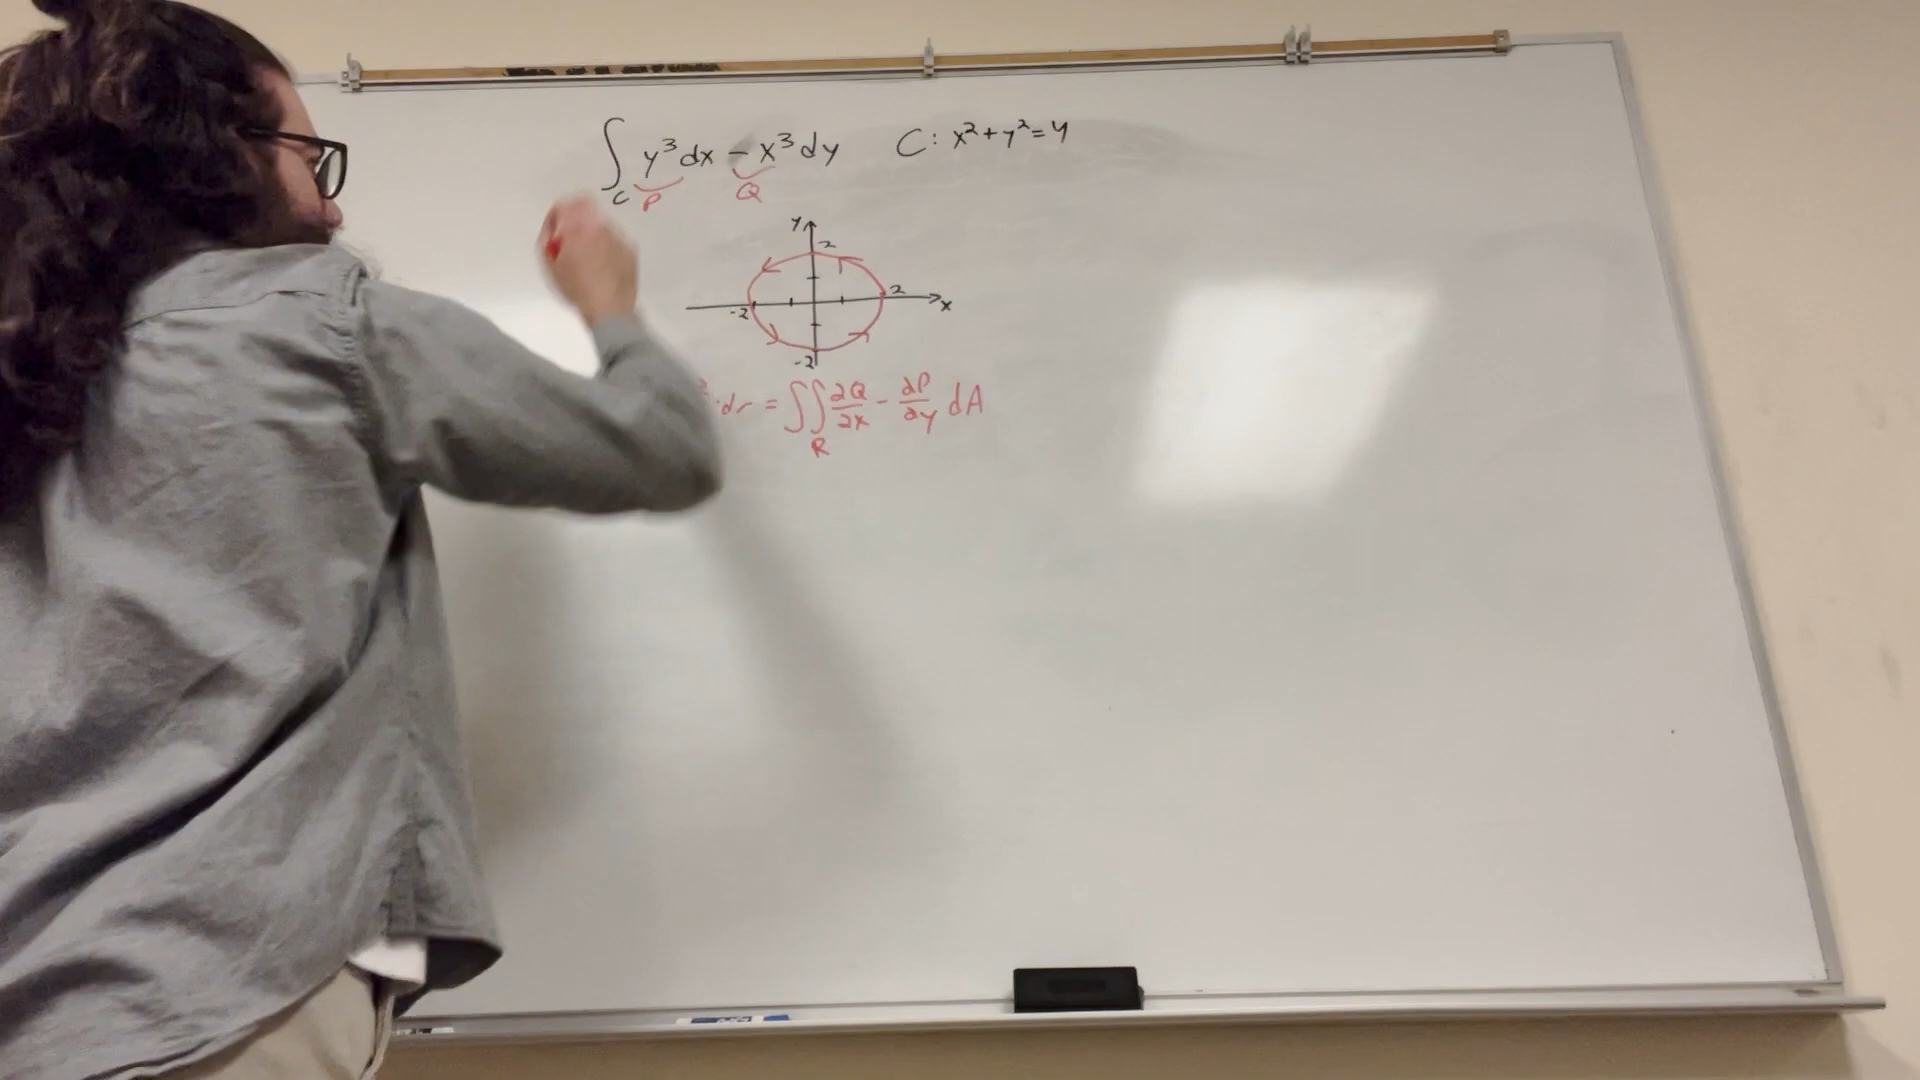 ∫_C y³dx − x³dy   C: x²+y²=4
P   Q
y
2
-2   2   x
-2
·dr = ∬_R ∂Q/∂x − ∂P/∂y dA